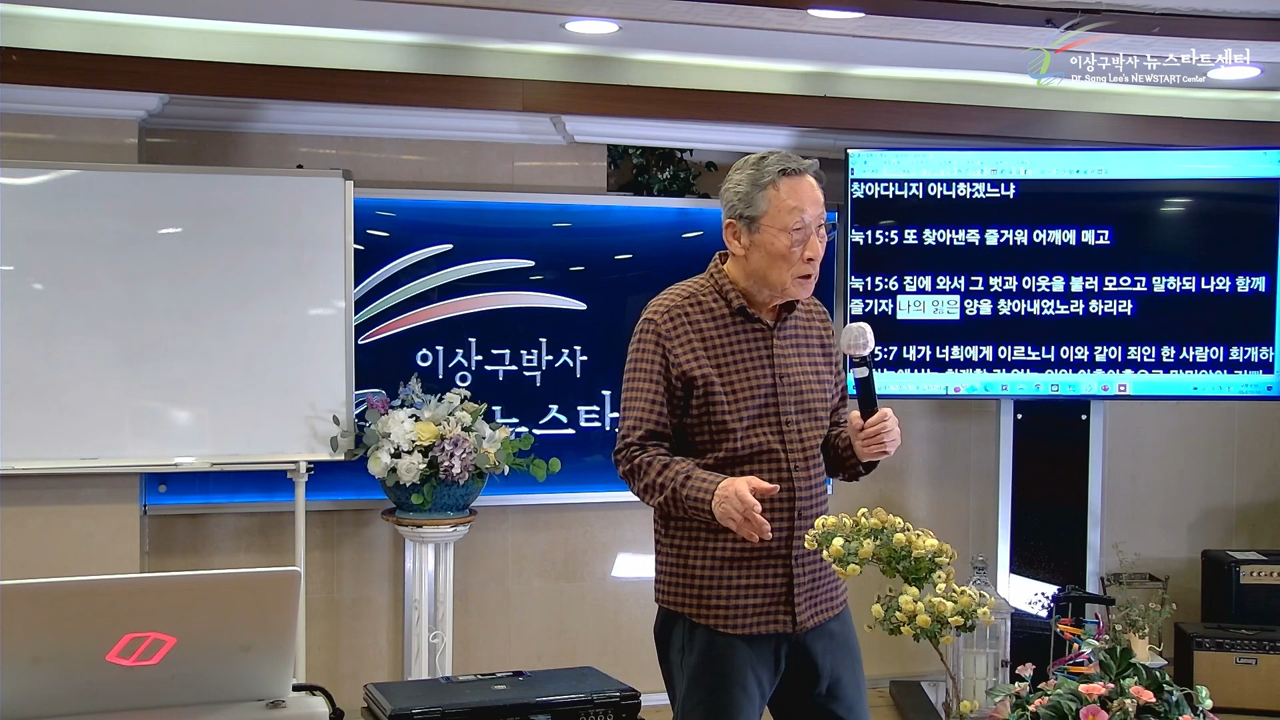 이상구박사 뉴스타트센터
Dr. Sang Lee's NEWSTART Center
찾아다니지 아니하겠느냐
눅15:5 또 찾아낸즉 즐거워 어깨에 메고
눅15:6 집에 와서 그 벗과 이웃을 불러 모으고 말하되 나와 함께
즐기자 나의 잃은 양을 찾아내었노라 하리라
5:7 내가 너희에게 이르노니 이와 같이 죄인 한 사람이 회개하
이상구박사
뉴스타
Laney